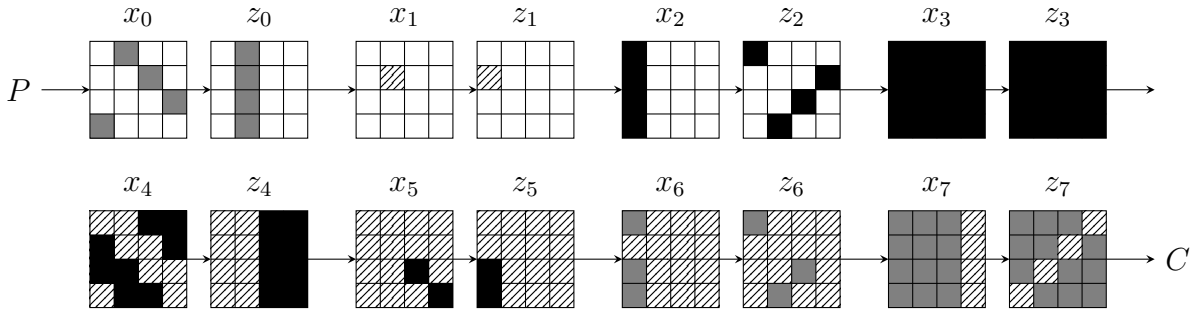 x₀ z₀ x₁ z₁ x₂ z₂ x₃ z₃
P
x₄ z₄ x₅ z₅ x₆ z₆ x₇ z₇
C